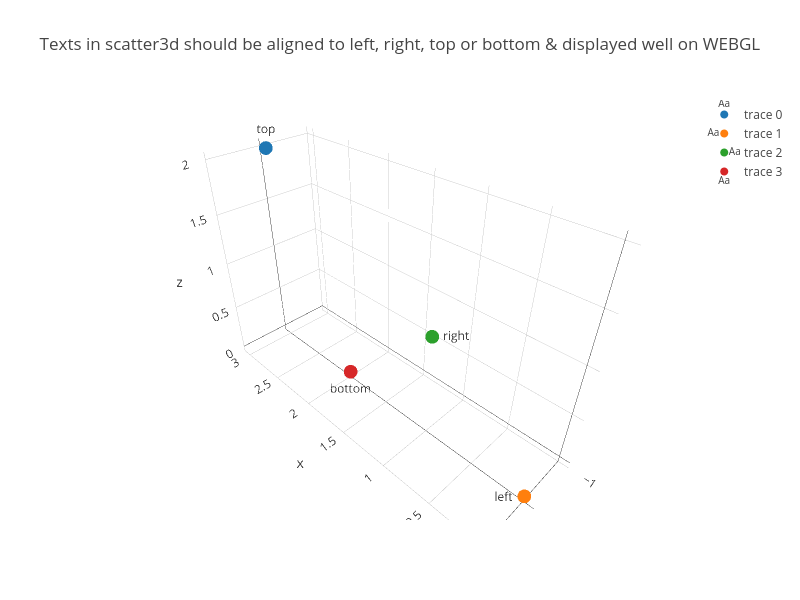 Texts in scatter3d should be aligned to left, right, top or bottom & displayed well on WEBGL
Aa
trace 0
Aa trace 1
Aa trace 2
trace 3
Aa
top
2
1.5
1
z
0.5
0
right
bottom
left
3
2.5
2
1.5
x
1
−1